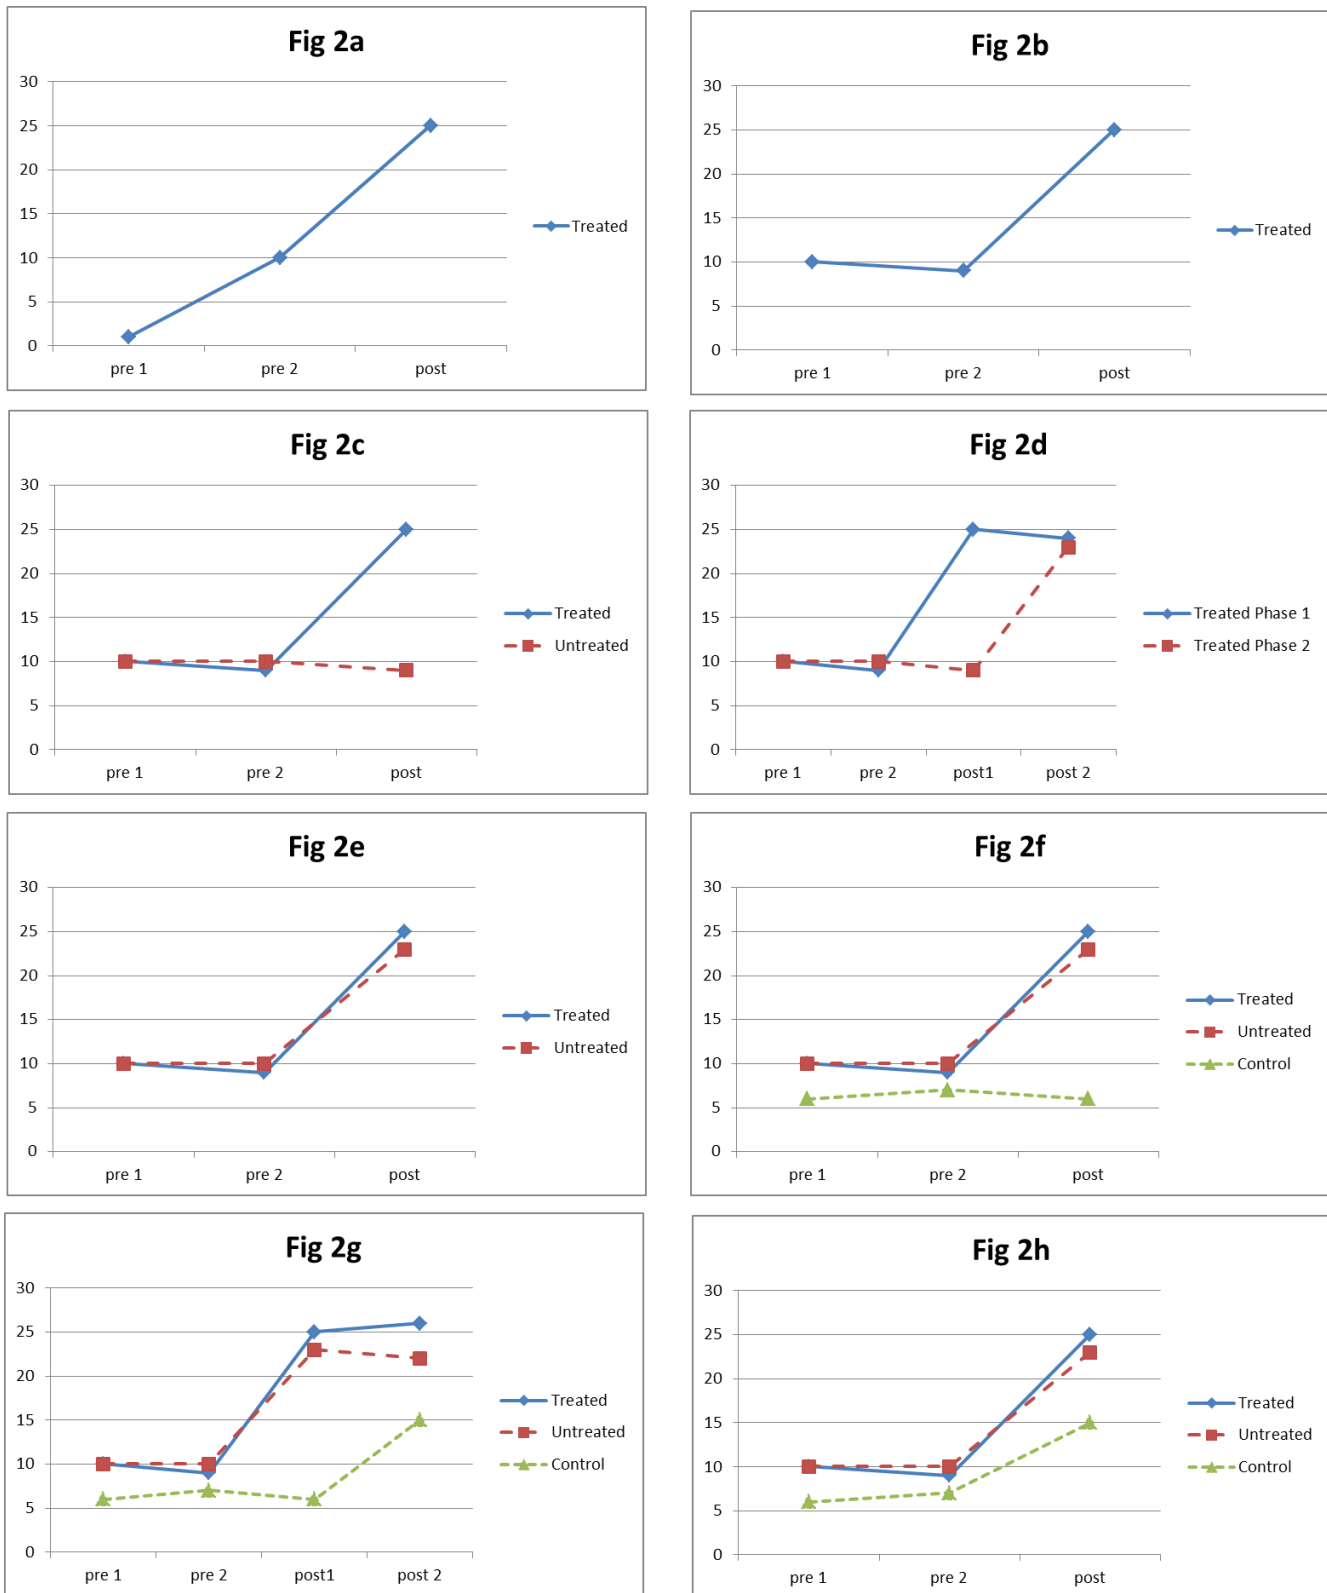 Fig 2a
30
25
20
15
10
5
0
pre 1 pre 2 post
Treated
Fig 2b
30
25
20
15
10
5
0
pre 1 pre 2 post
Treated
Fig 2c
30
25
20
15
10
5
0
pre 1 pre 2 post
Treated
Untreated
Fig 2d
30
25
20
15
10
5
0
pre 1 pre 2 post1 post 2
Treated Phase 1
Treated Phase 2
Fig 2e
30
25
20
15
10
5
0
pre 1 pre 2 post
Treated
Untreated
Fig 2f
30
25
20
15
10
5
0
pre 1 pre 2 post
Treated
Untreated
Control
Fig 2g
30
25
20
15
10
5
0
pre 1 pre 2 post1 post 2
Treated
Untreated
Control
Fig 2h
30
25
20
15
10
5
0
pre 1 pre 2 post
Treated
Untreated
Control